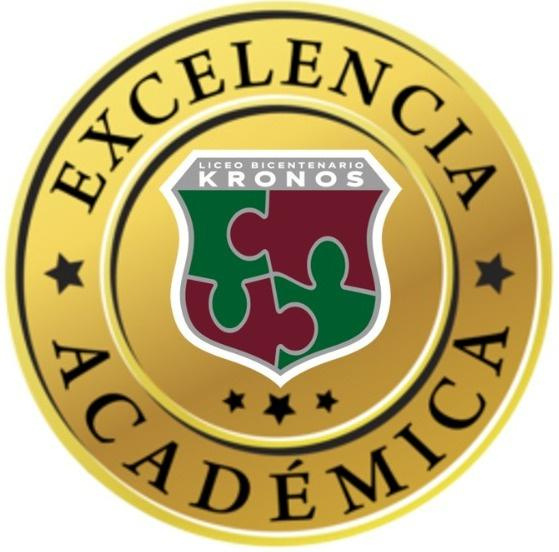 EXCELENCIA
LICEO BICENTENARIO
KRONOS
ACADÉMICA